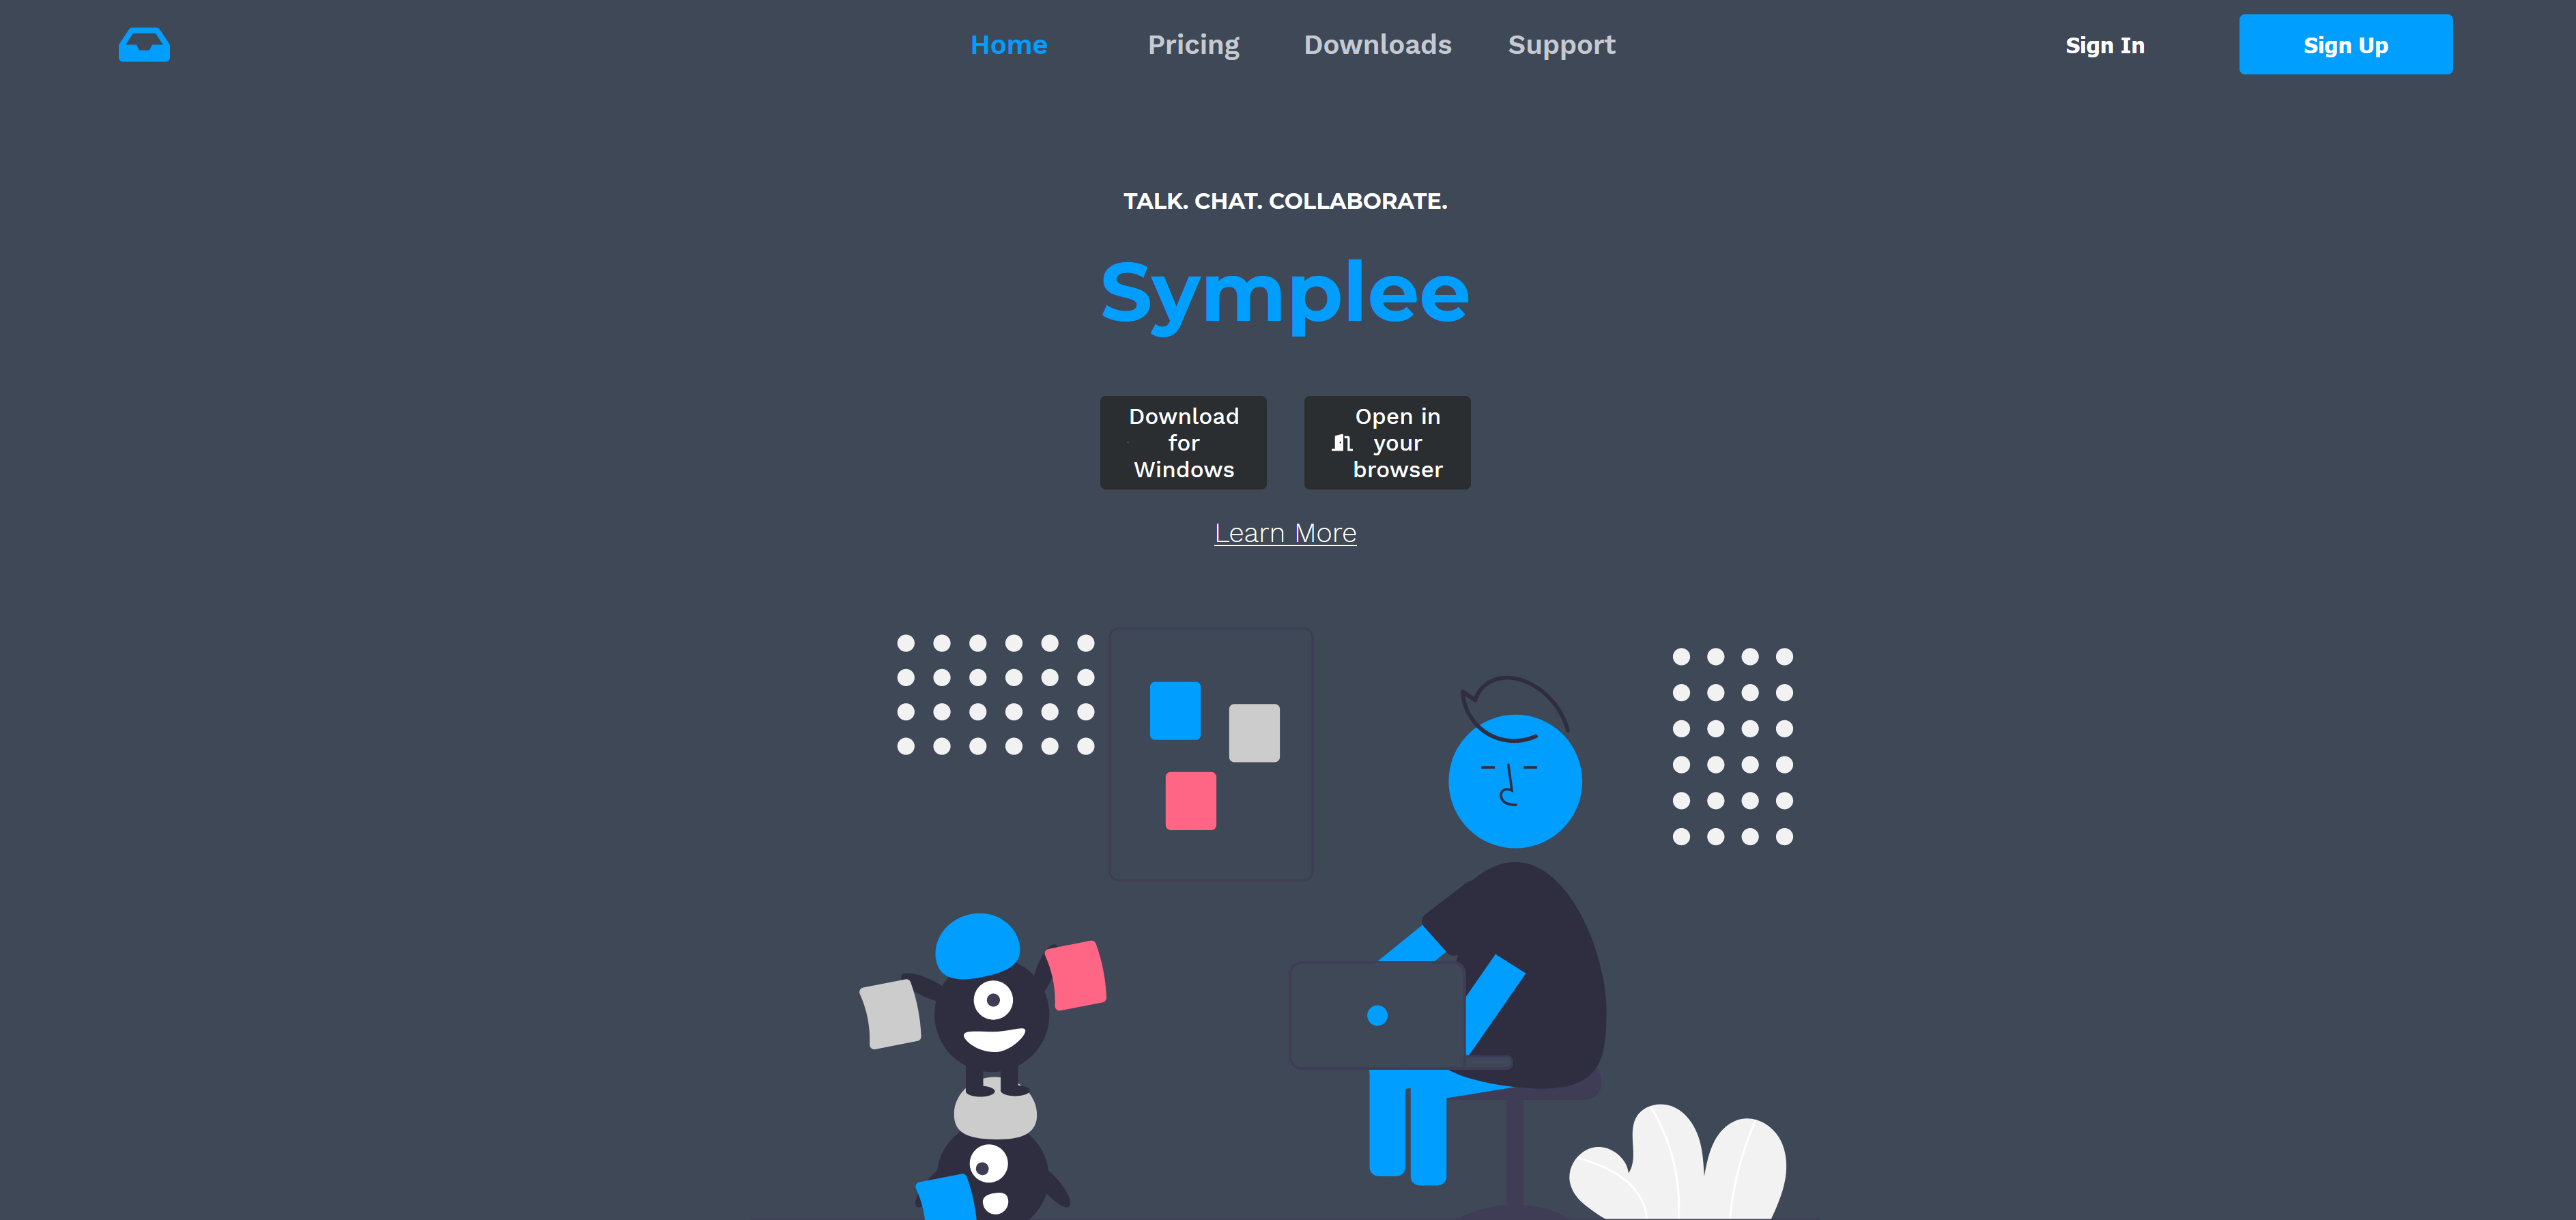 Home Pricing Downloads Support Sign In Sign Up
TALK. CHAT. COLLABORATE.
Symplee
Download
for
Windows
Open in
your
browser
Learn More